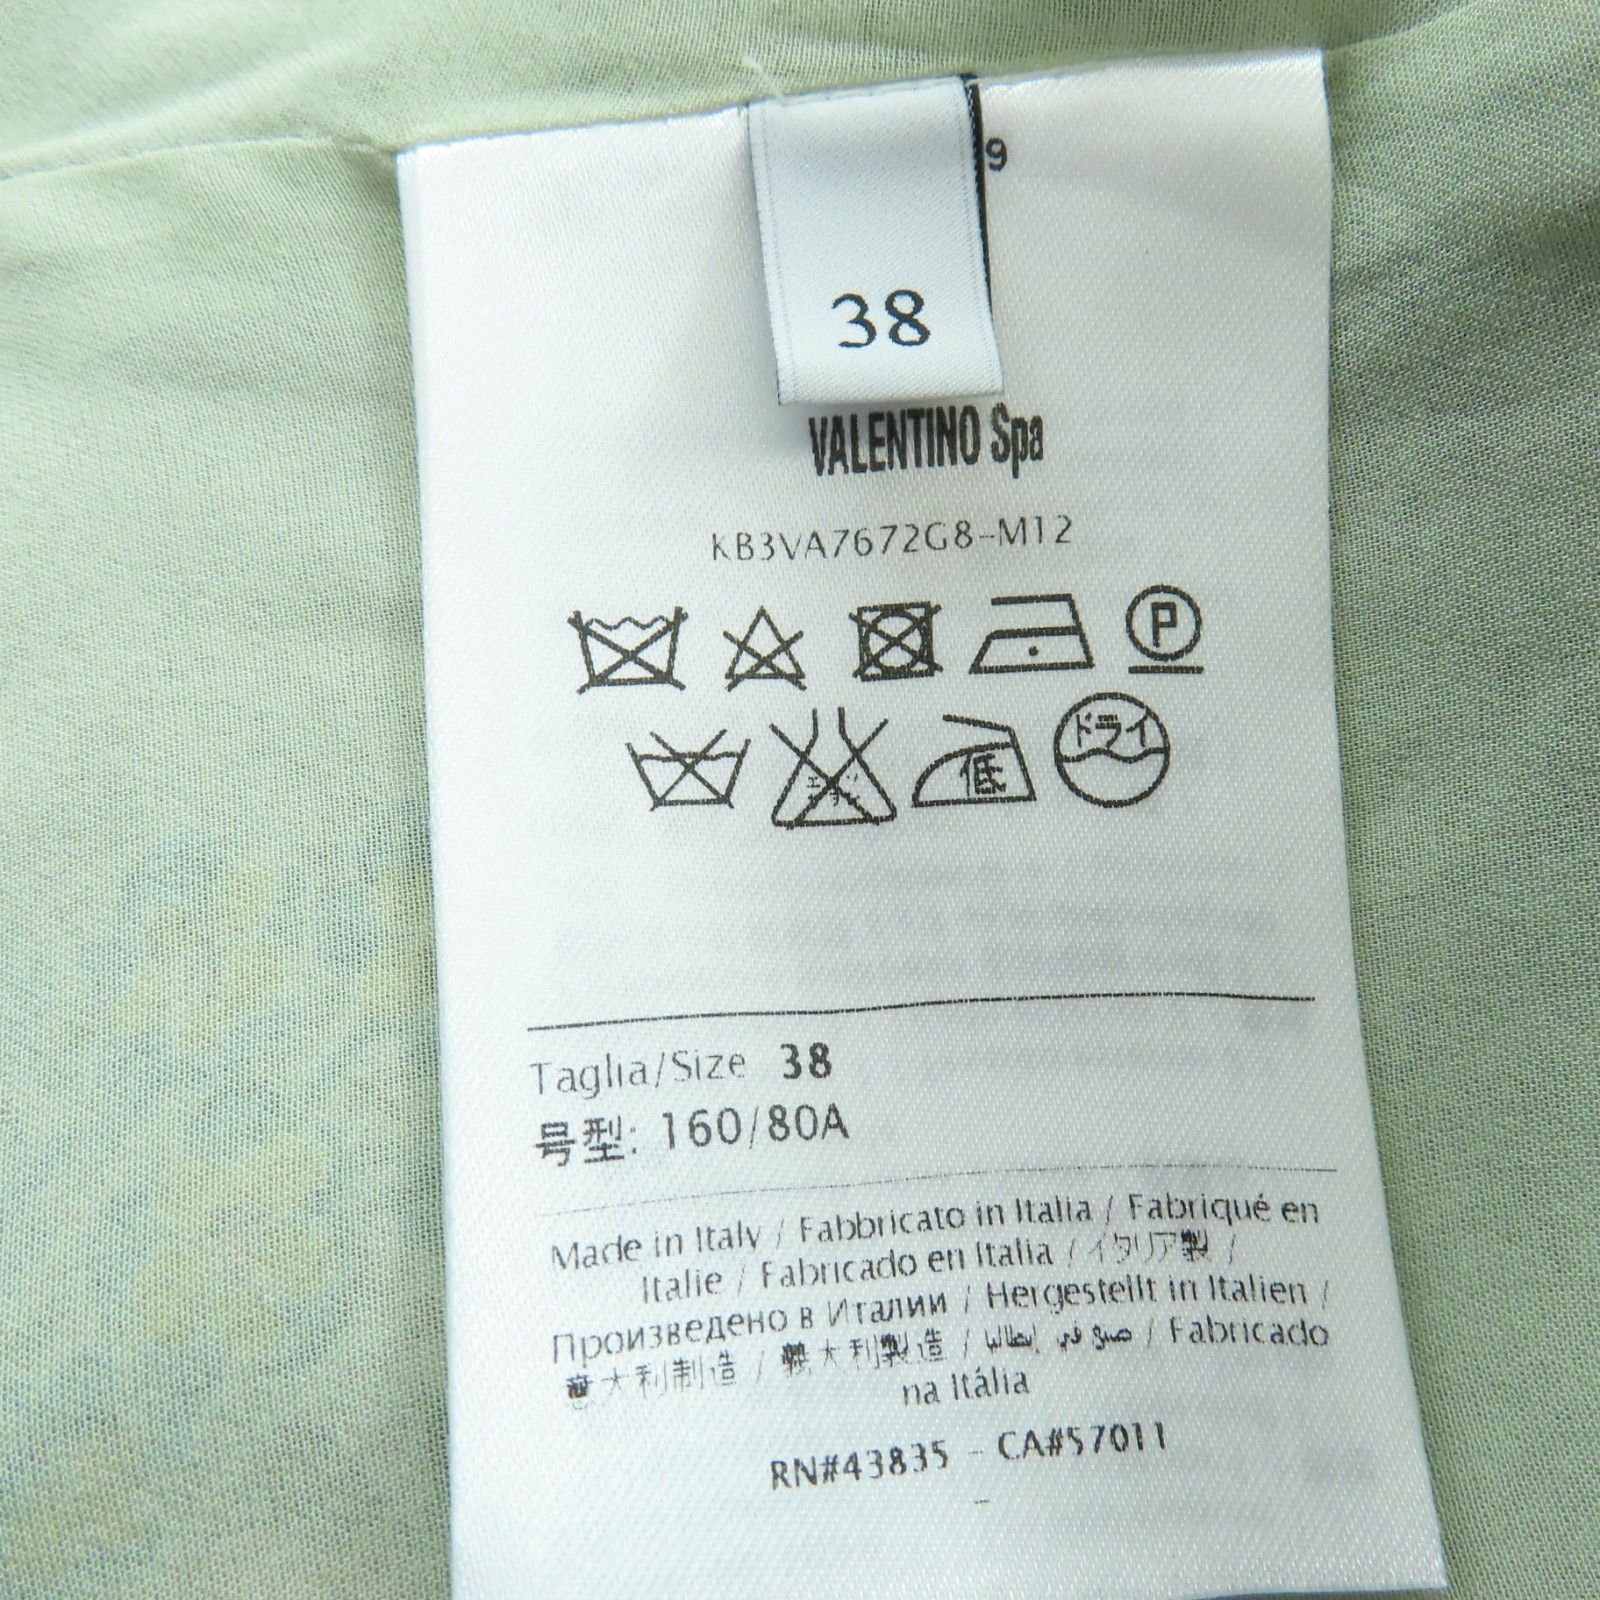 9
38
VALENTINO Spa
KB3VA7672G8-M12
P
ドライ
低
Taglia/Size 38
号型: 160/80A
Made in Italy / Fabbricato in Italia / Fabriqué en
Italie / Fabricado en Italia / イタリア製 /
Произведено в Италии / Hergestellt in Italien /
意大利制造 / 義大利製造 / صنع في إيطاليا / Fabricado
na Itália
RN#43835 - CA#57011
-